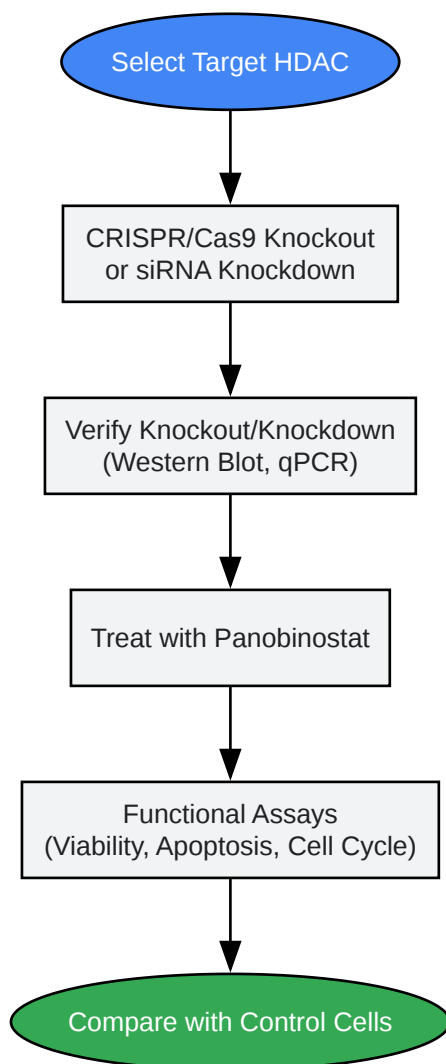 Select Target HDAC
CRISPR/Cas9 Knockout
or siRNA Knockdown
Verify Knockout/Knockdown
(Western Blot, qPCR)
Treat with Panobinostat
Functional Assays
(Viability, Apoptosis, Cell Cycle)
Compare with Control Cells